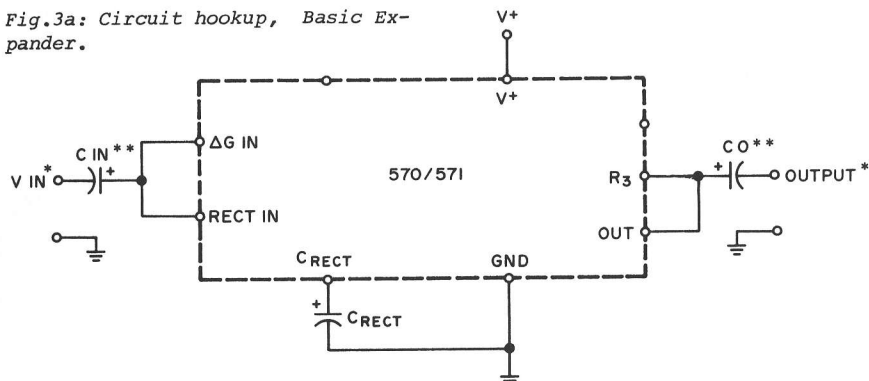 Fig.3a: Circuit hookup, Basic Ex-
pander.
V+
V+
ΔG IN
C IN**
+
V IN*
570/571
RECT IN
CO**
+
R3
OUTPUT*
OUT
CRECT
GND
+
CRECT